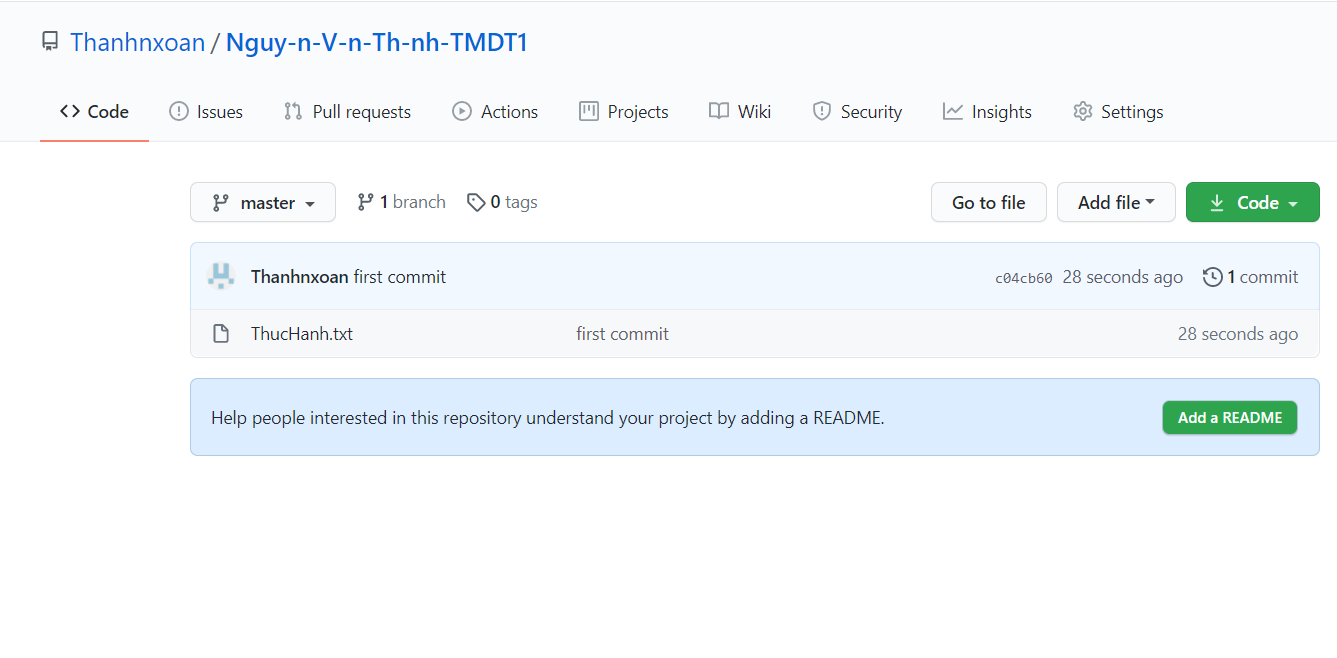 Thanhnxoan / Nguy-n-V-n-Th-nh-TMDT1
Code Issues Pull requests Actions Projects Wiki Security Insights Settings
master 1 branch 0 tags Go to file Add file Code
Thanhnxoan first commit c04cb60 28 seconds ago 1 commit
ThucHanh.txt first commit 28 seconds ago
Help people interested in this repository understand your project by adding a README. Add a README